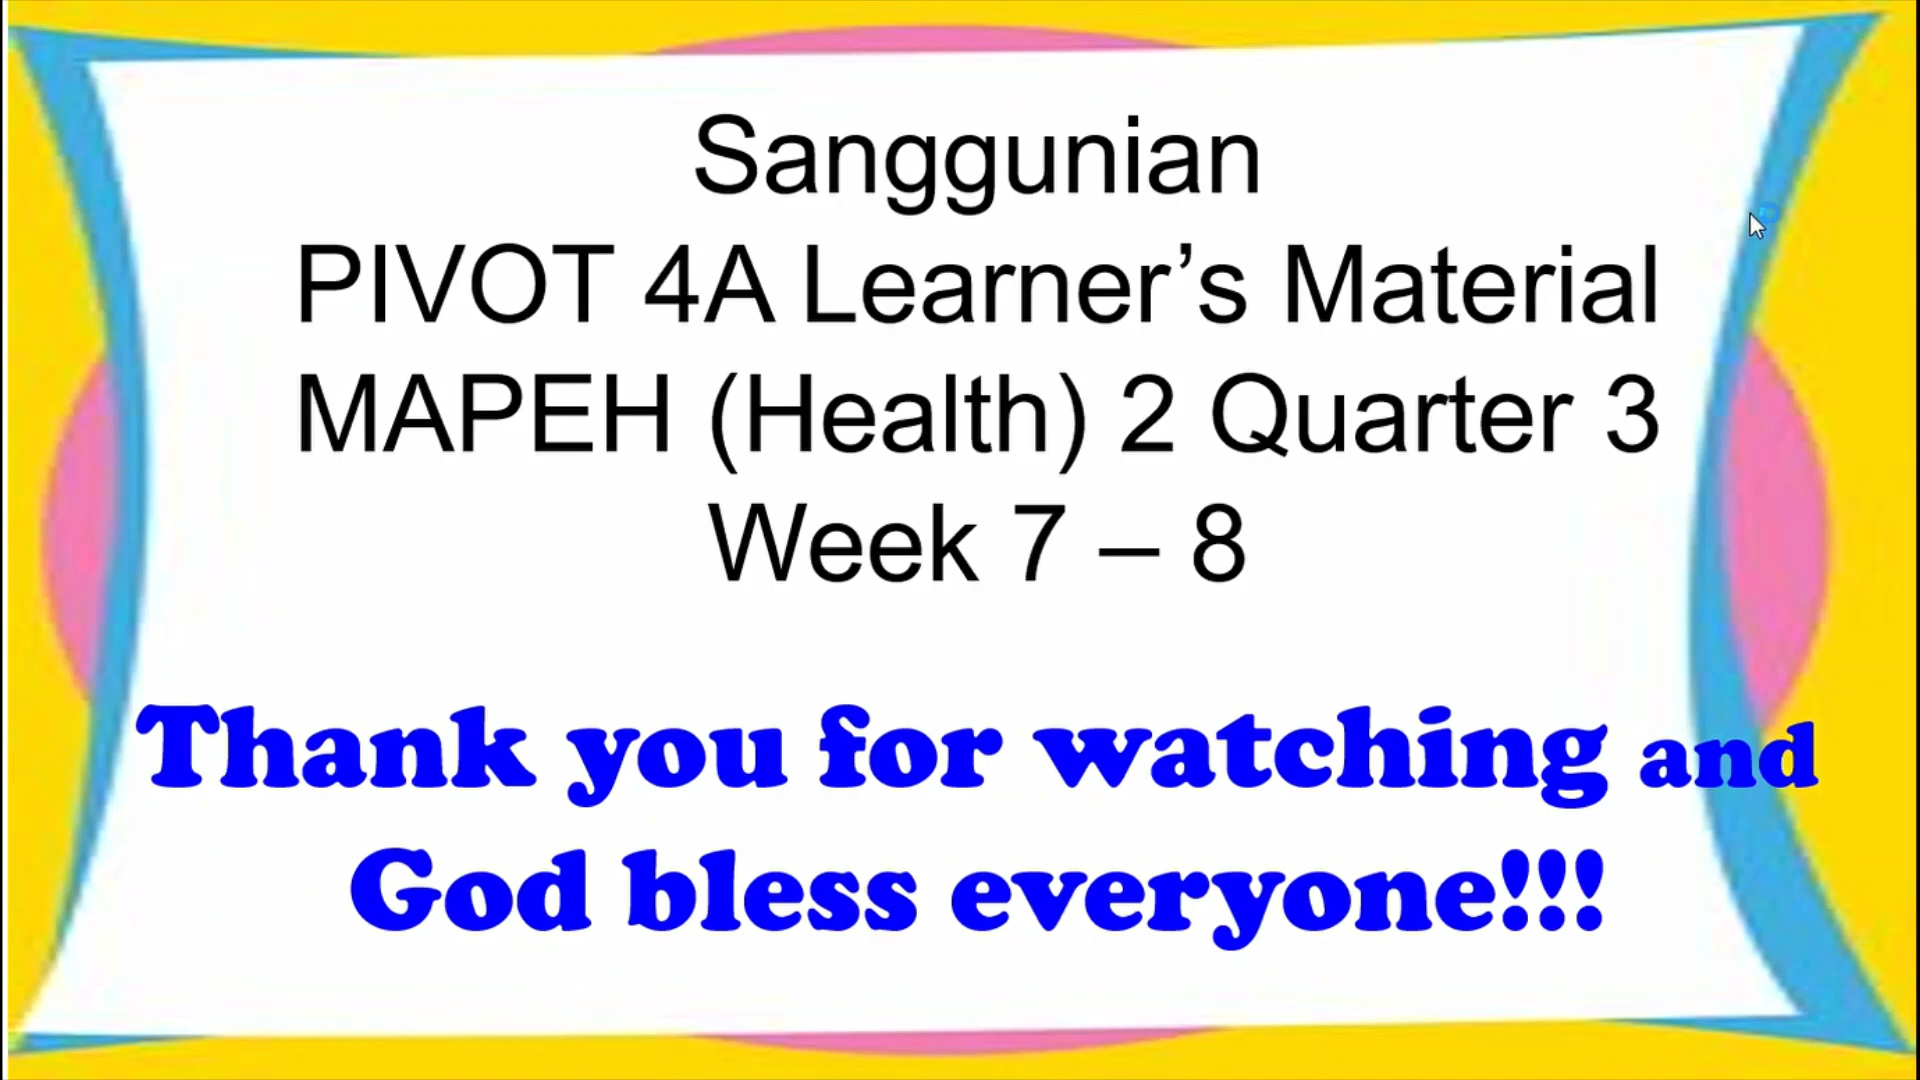 Sanggunian
PIVOT 4A Learner’s Material
MAPEH (Health) 2 Quarter 3
Week 7 – 8
Thank you for watching and
God bless everyone!!!